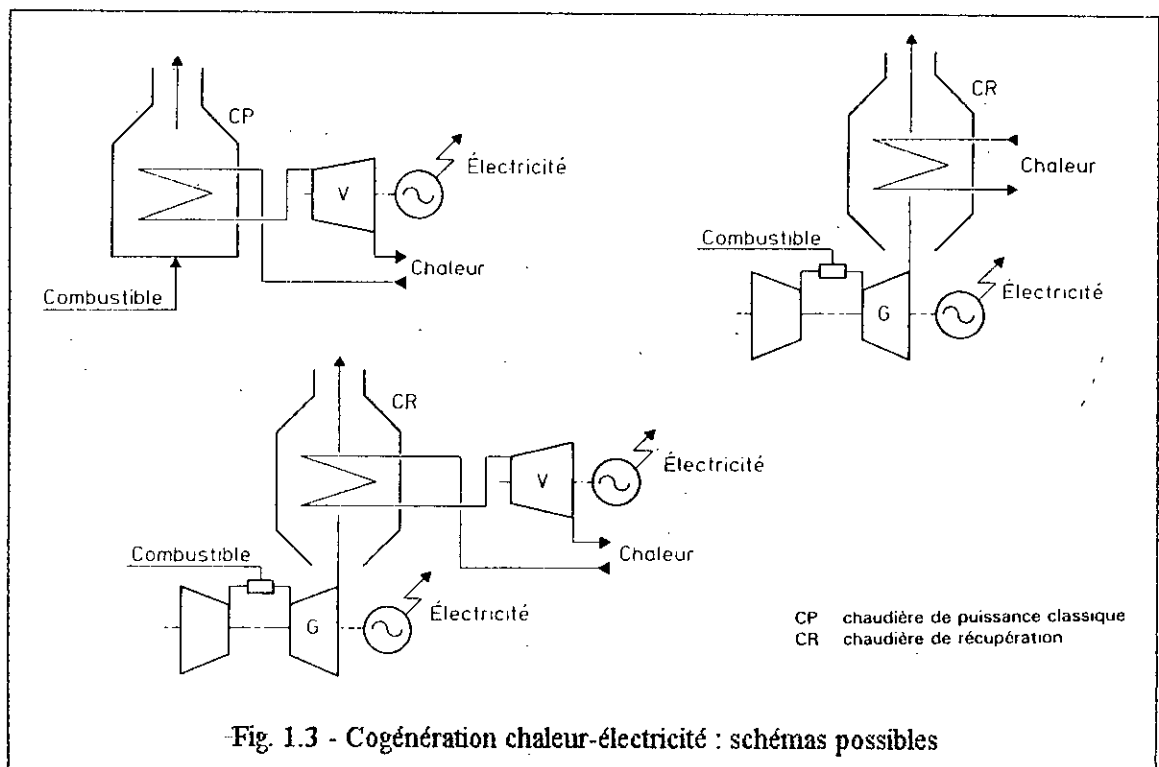 CP
Électricité
V
Chaleur
Combustible
CR
Chaleur
Combustible
Électricité
G
CR
Électricité
V
Chaleur
Combustible
Électricité
G
CP chaudière de puissance classique
CR chaudière de récupération
Fig. 1.3 - Cogénération chaleur-électricité : schémas possibles